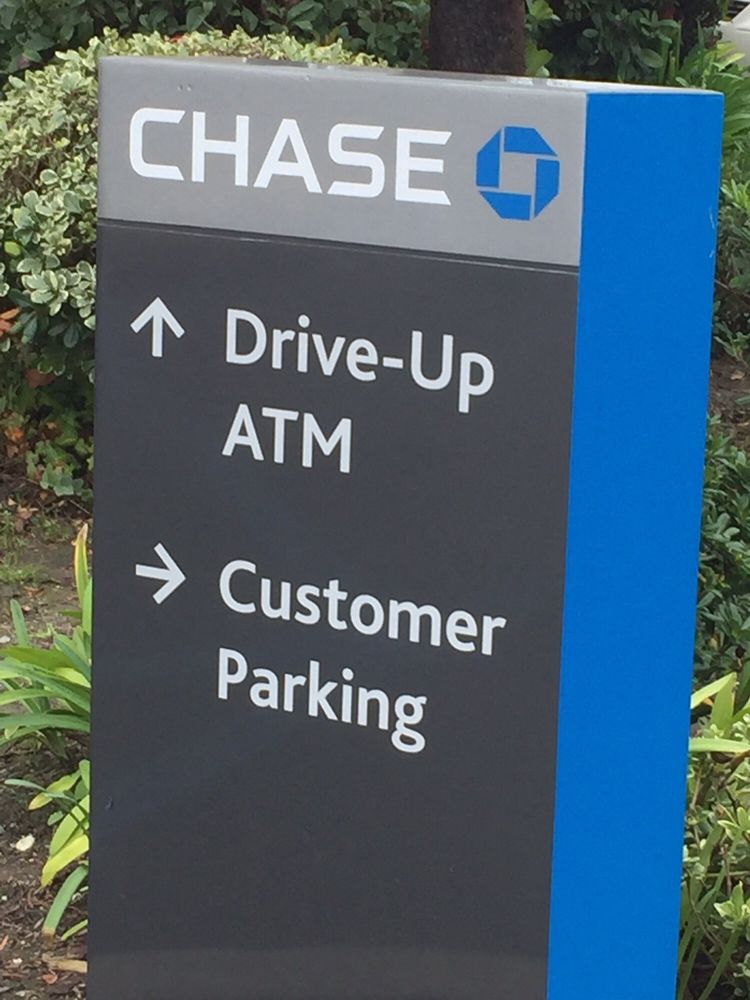 CHASE
Drive-Up
ATM
Customer
Parking